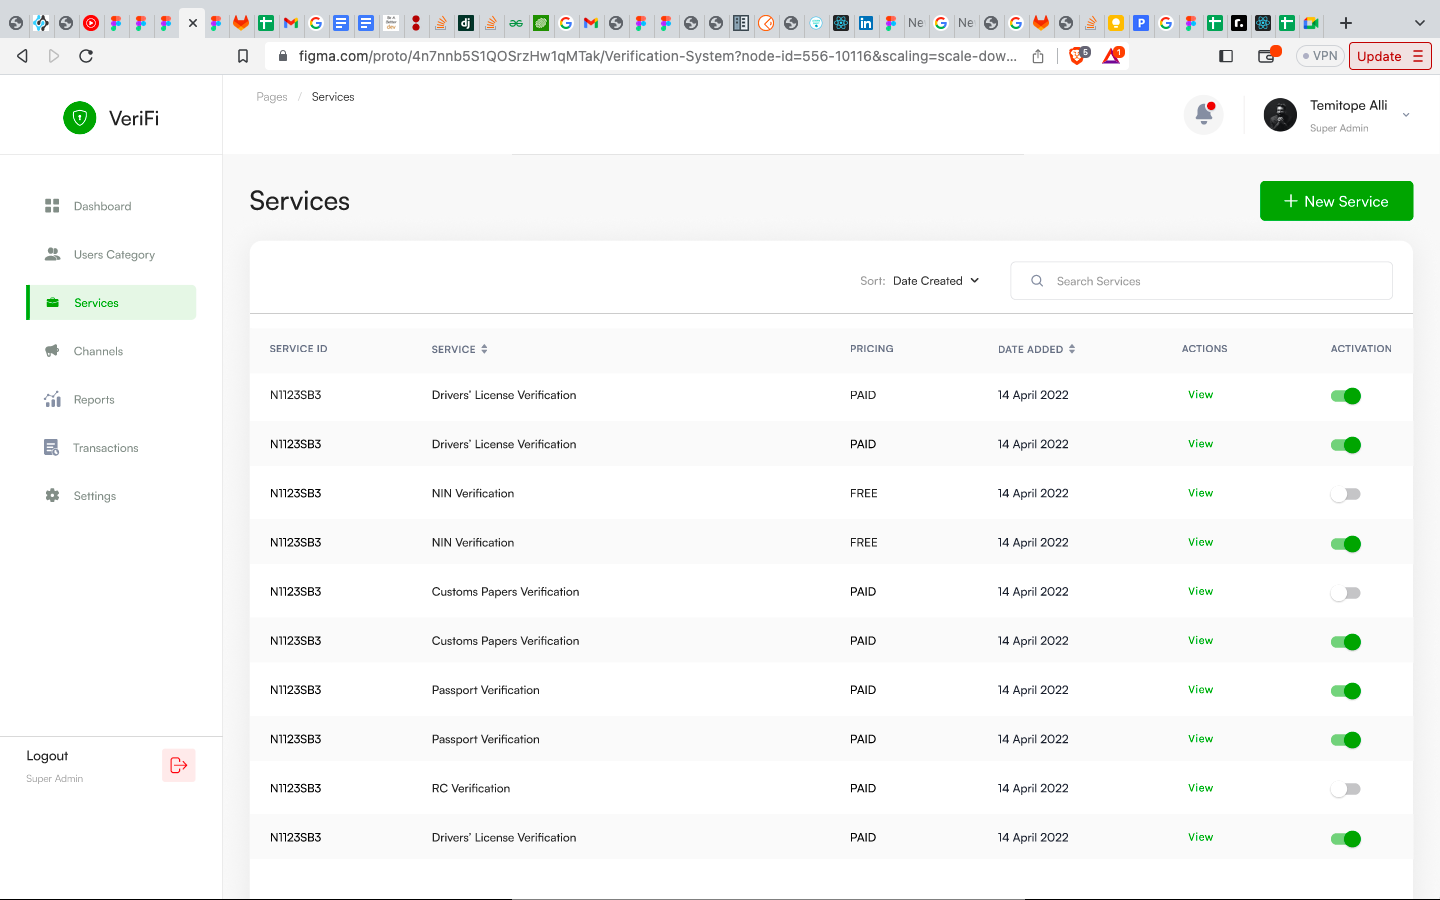 Ne
Ne
figma.com/proto/4n7nnb5S1QOSrzHw1qMTak/Verification-System?node-id=556-10116&scaling=scale-dow...
5
1
VPN
Update
VeriFi
Pages / Services
Temitope Alli
Super Admin
Dashboard
Users Category
Services
Channels
Reports
Transactions
Settings
Logout
Super Admin
Services
+ New Service
Sort: Date Created
Search Services
SERVICE ID SERVICE PRICING DATE ADDED ACTIONS ACTIVATION
N1123SB3 Drivers' License Verification PAID 14 April 2022 View
N1123SB3 Drivers' License Verification PAID 14 April 2022 View
N1123SB3 NIN Verification FREE 14 April 2022 View
N1123SB3 NIN Verification FREE 14 April 2022 View
N1123SB3 Customs Papers Verification PAID 14 April 2022 View
N1123SB3 Customs Papers Verification PAID 14 April 2022 View
N1123SB3 Passport Verification PAID 14 April 2022 View
N1123SB3 Passport Verification PAID 14 April 2022 View
N1123SB3 RC Verification PAID 14 April 2022 View
N1123SB3 Drivers' License Verification PAID 14 April 2022 View